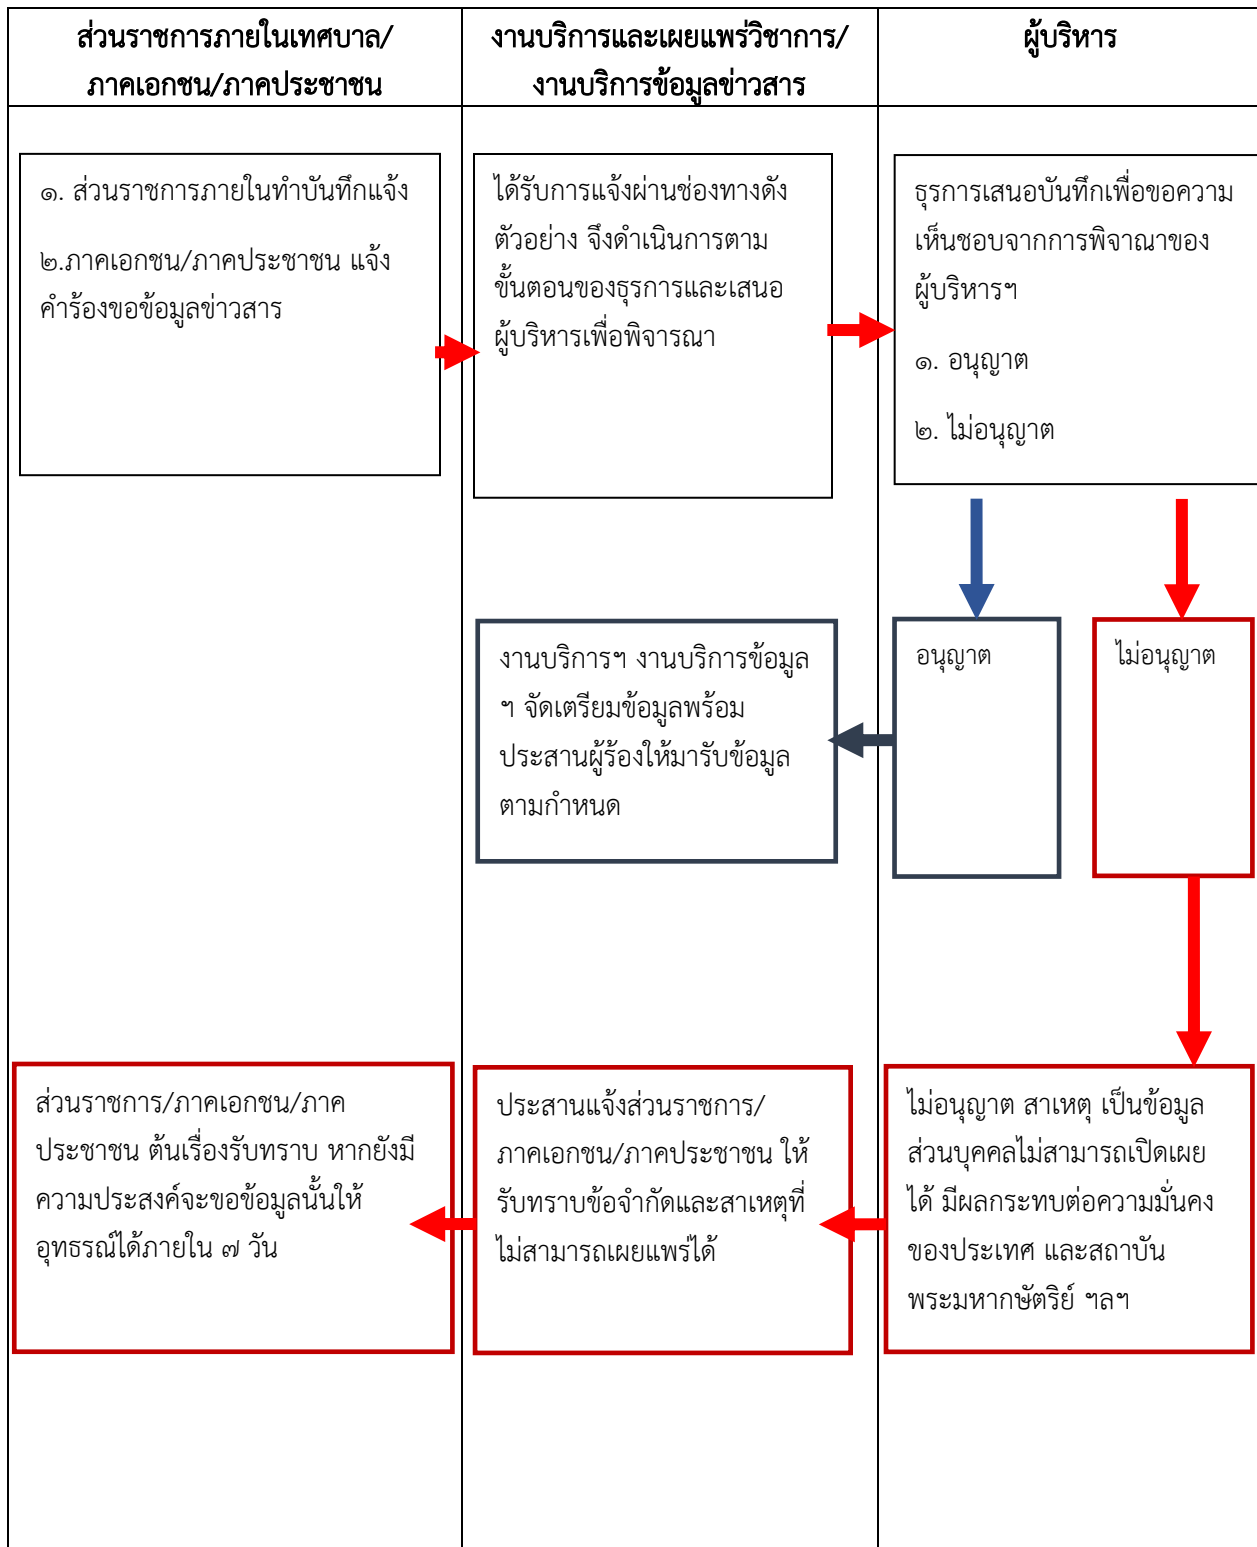 ส่วนราชการภายในเทศบาล/
ภาคเอกชน/ภาคประชาชน
งานบริการและเผยแพร่วิชาการ/
งานบริการข้อมูลข่าวสาร
ผู้บริหาร
๑. ส่วนราชการภายในทำบันทึกแจ้ง
๒.ภาคเอกชน/ภาคประชาชน แจ้ง
คำร้องขอข้อมูลข่าวสาร
ได้รับการแจ้งผ่านช่องทางดัง
ตัวอย่าง จึงดำเนินการตาม
ขั้นตอนของธุรการและเสนอ
ผู้บริหารเพื่อพิจารณา
ธุรการเสนอบันทึกเพื่อขอความ
เห็นชอบจากการพิจาณาของ
ผู้บริหารฯ
๑. อนุญาต
๒. ไม่อนุญาต
งานบริการฯ งานบริการข้อมูล
ฯ จัดเตรียมข้อมูลพร้อม
ประสานผู้ร้องให้มารับข้อมูล
ตามกำหนด
อนุญาต
ไม่อนุญาต
ส่วนราชการ/ภาคเอกชน/ภาค
ประชาชน ต้นเรื่องรับทราบ หากยังมี
ความประสงค์จะขอข้อมูลนั้นให้
อุทธรณ์ได้ภายใน ๗ วัน
ประสานแจ้งส่วนราชการ/
ภาคเอกชน/ภาคประชาชน ให้
รับทราบข้อจำกัดและสาเหตุที่
ไม่สามารถเผยแพร่ได้
ไม่อนุญาต สาเหตุ เป็นข้อมูล
ส่วนบุคคลไม่สามารถเปิดเผย
ได้ มีผลกระทบต่อความมั่นคง
ของประเทศ และสถาบัน
พระมหากษัตริย์ ฯลฯ